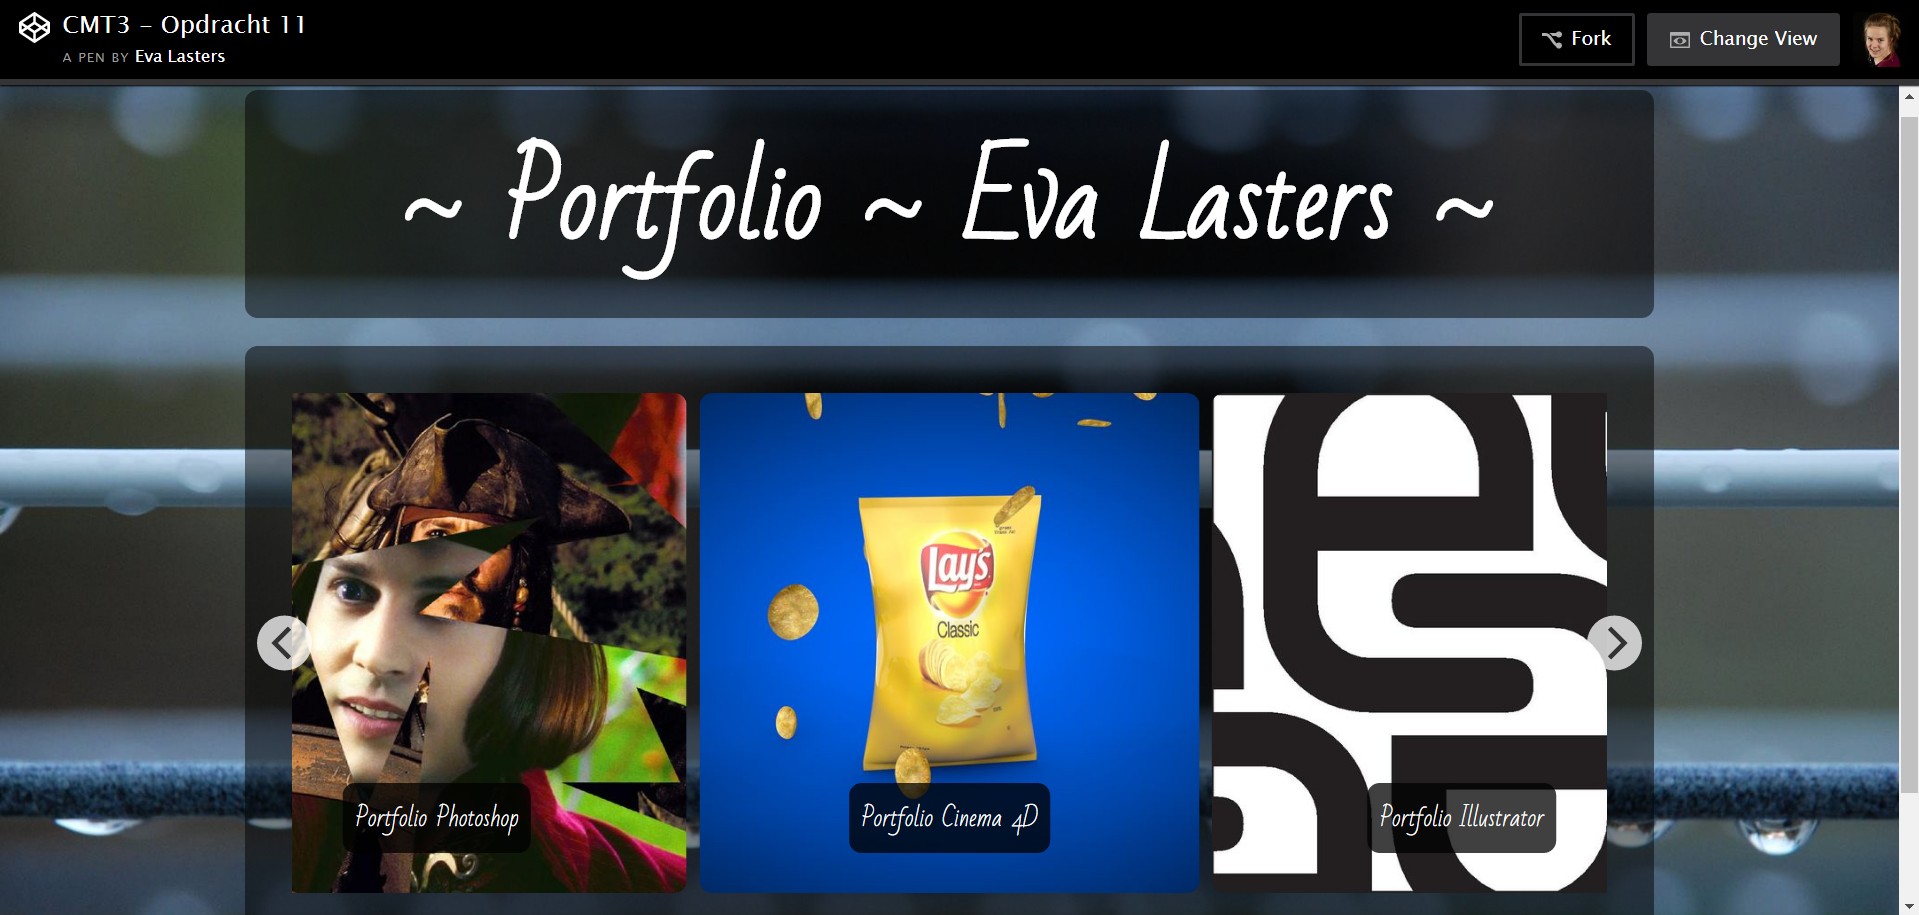 CMT3 - Opdracht 11
A PEN BY Eva Lasters
Fork
Change View
~ Portfolio ~ Eva Lasters ~
Lay's
Classic
Portfolio Photoshop
Portfolio Cinema 4D
Portfolio Illustrator